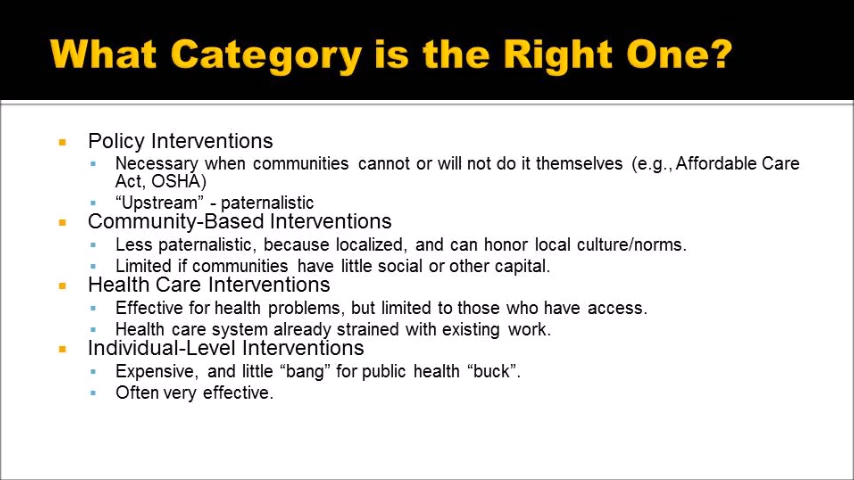 What Category is the Right One?
Policy Interventions
Necessary when communities cannot or will not do it themselves (e.g., Affordable Care
Act, OSHA)
“Upstream” - paternalistic
Community-Based Interventions
Less paternalistic, because localized, and can honor local culture/norms.
Limited if communities have little social or other capital.
Health Care Interventions
Effective for health problems, but limited to those who have access.
Health care system already strained with existing work.
Individual-Level Interventions
Expensive, and little “bang” for public health “buck”.
Often very effective.